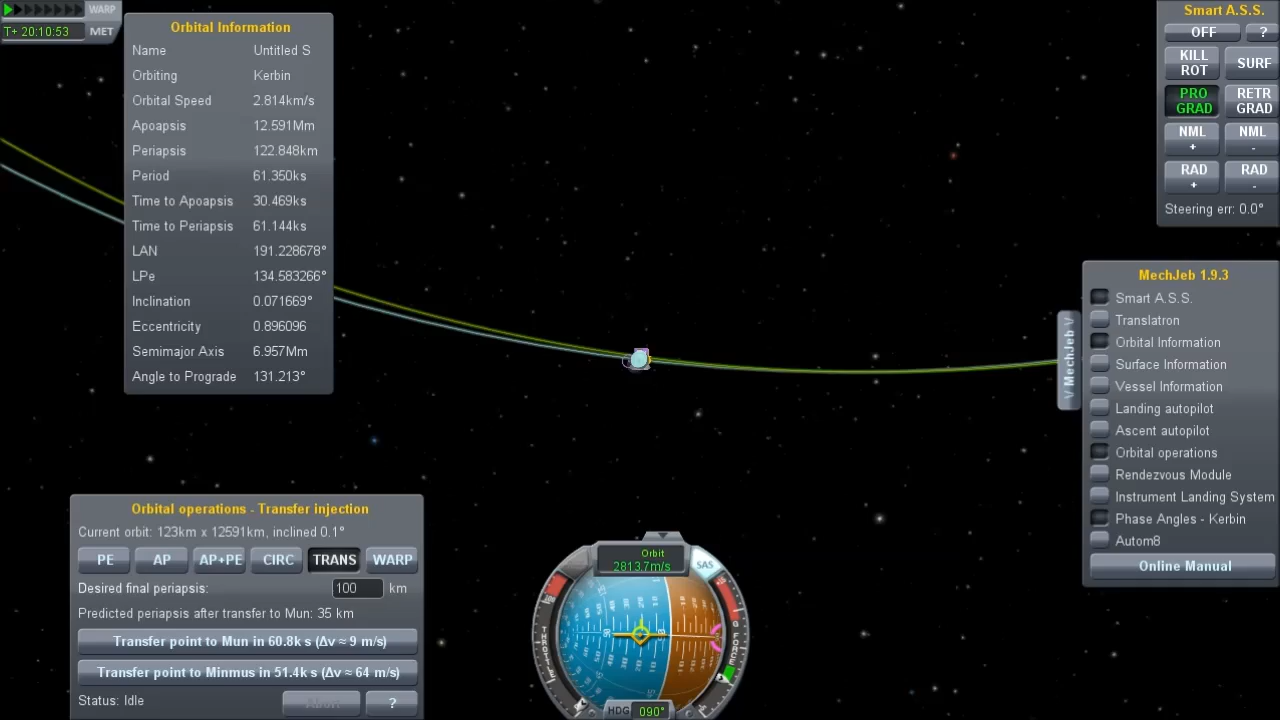 WARP
T+ 20:10:53 MET
Orbital Information
Name Untitled S
Orbiting Kerbin
Orbital Speed 2.814km/s
Apoapsis 12.591Mm
Periapsis 122.848km
Period 61.350ks
Time to Apoapsis 30.469ks
Time to Periapsis 61.144ks
LAN 191.228678°
LPe 134.583266°
Inclination 0.071669°
Eccentricity 0.896096
Semimajor Axis 6.957Mm
Angle to Prograde 131.213°
Smart A.S.S.
OFF ?
KILL ROT SURF
PRO GRAD RETR GRAD
NML + NML -
RAD + RAD -
Steering err: 0.0°
V MechJeb V
MechJeb 1.9.3
Smart A.S.S.
Translatron
Orbital Information
Surface Information
Vessel Information
Landing autopilot
Ascent autopilot
Orbital operations
Rendezvous Module
Instrument Landing System
Phase Angles - Kerbin
Autom8
Online Manual
Orbital operations - Transfer injection
Current orbit: 123km x 12591km, inclined 0.1°
PE AP AP+PE CIRC TRANS WARP
Desired final periapsis: 100 km
Predicted periapsis after transfer to Mun: 35 km
Transfer point to Mun in 60.8k s (Δv ≈ 9 m/s)
Transfer point to Minmus in 51.4k s (Δv ≈ 64 m/s)
Status: Idle ?
Orbit
2813.7m/s
SAS
THROTTLE
G FORCE
HDG 090°